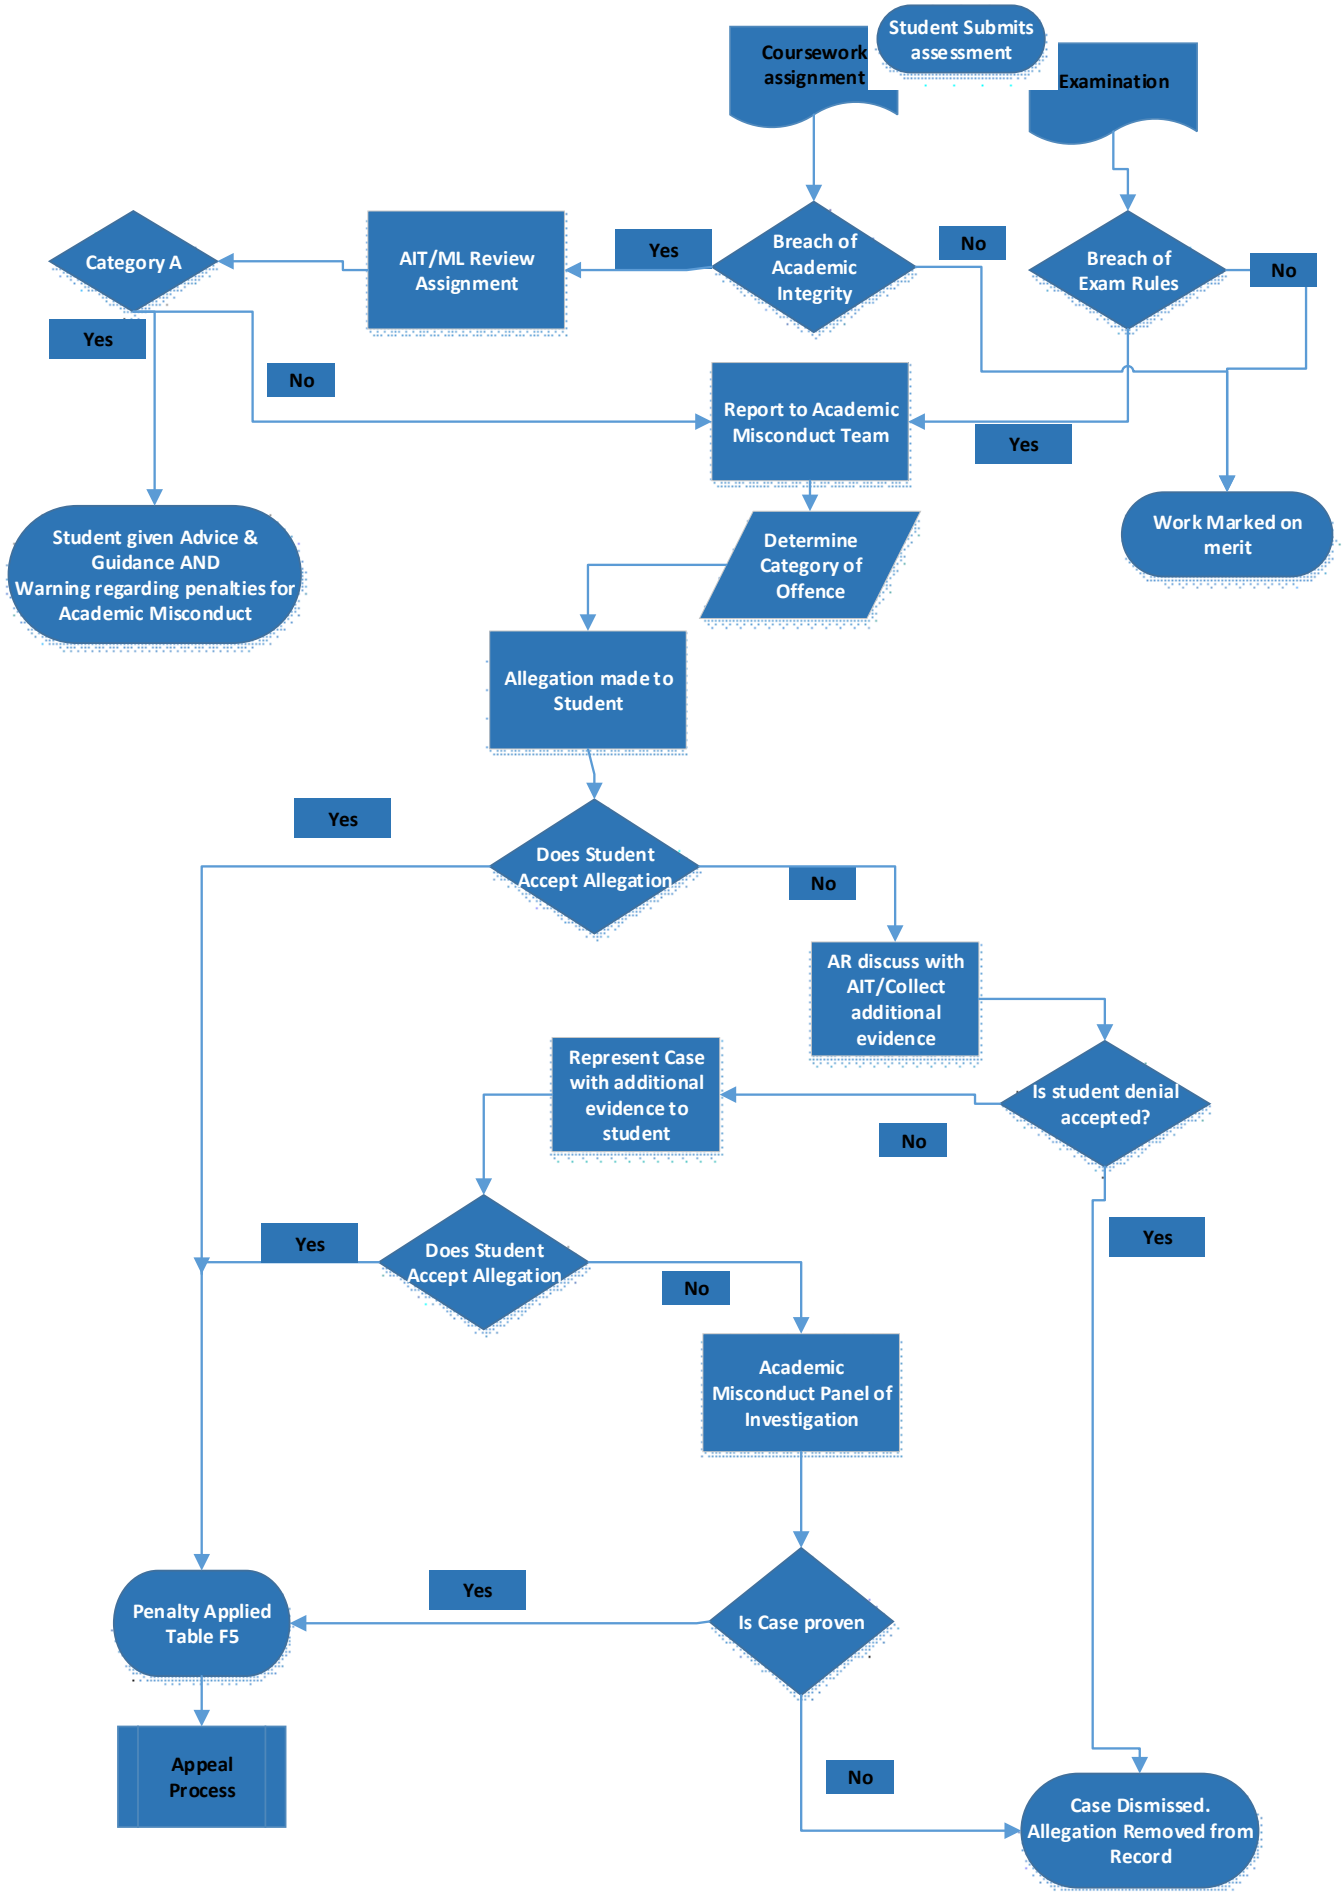 Student Submits
assessment
Coursework
assignment
Examination
Category A
AIT/ML Review
Assignment
Yes
Breach of
Academic
Integrity
No
Breach of
Exam Rules
No
Yes
No
Report to Academic
Misconduct Team
Yes
Student given Advice &
Guidance AND
Warning regarding penalties for
Academic Misconduct
Determine
Category of
Offence
Work Marked on
merit
Allegation made to
Student
Yes
Does Student
Accept Allegation
No
AR discuss with
AIT/Collect
additional
evidence
Represent Case
with additional
evidence to
student
Is student denial
accepted?
No
Yes
Yes
Does Student
Accept Allegation
No
Academic
Misconduct Panel of
Investigation
Penalty Applied
Table F5
Yes
Is Case proven
Appeal
Process
No
Case Dismissed.
Allegation Removed from
Record